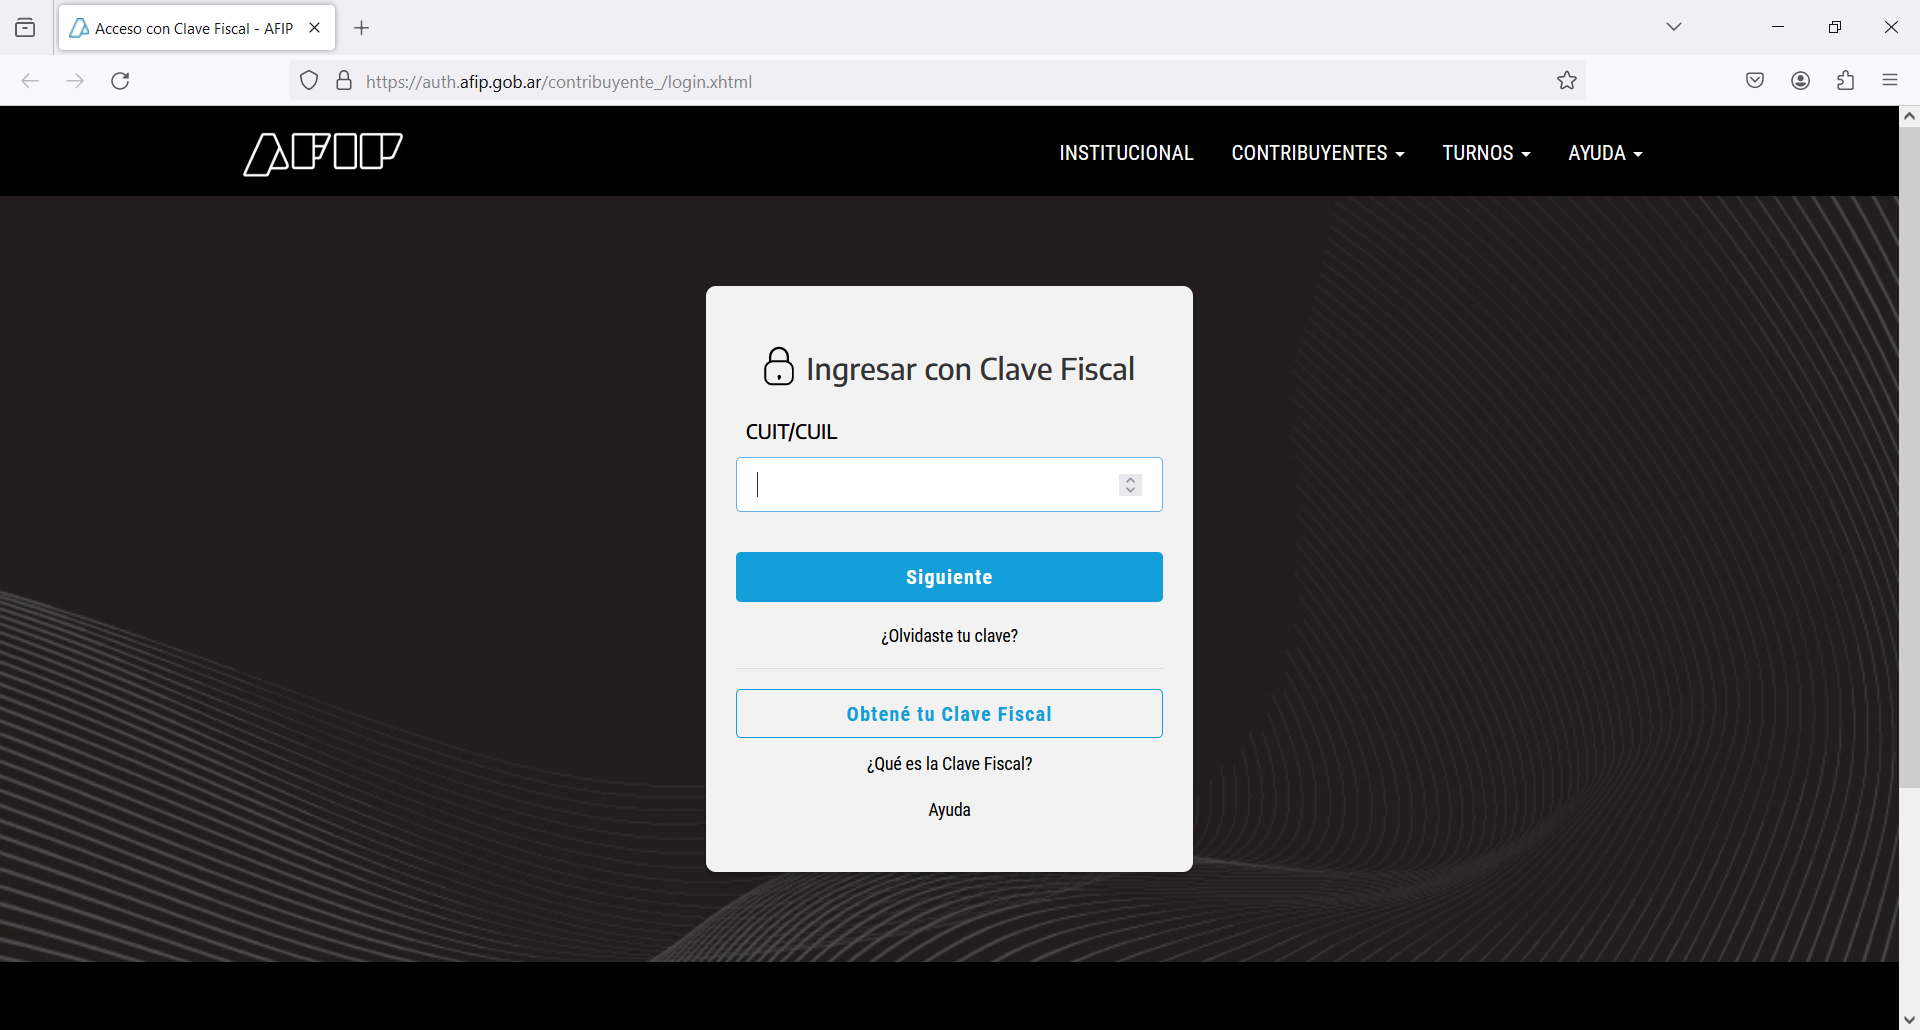 Acceso con Clave Fiscal - AFIP
https://auth.afip.gob.ar/contribuyente_/login.xhtml
AFIP
INSTITUCIONAL
CONTRIBUYENTES
TURNOS
AYUDA
Ingresar con Clave Fiscal
CUIT/CUIL
Siguiente
¿Olvidaste tu clave?
Obtené tu Clave Fiscal
¿Qué es la Clave Fiscal?
Ayuda